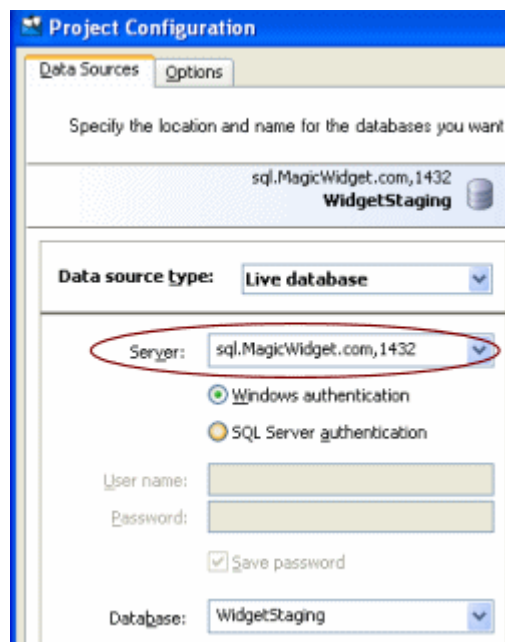 Project Configuration
Data Sources Options
Specify the location and name for the databases you want
sql.MagicWidget.com,1432
WidgetStaging
Data source type: Live database
Server: sql.MagicWidget.com,1432
Windows authentication
SQL Server authentication
User name:
Password:
Save password
Database: WidgetStaging